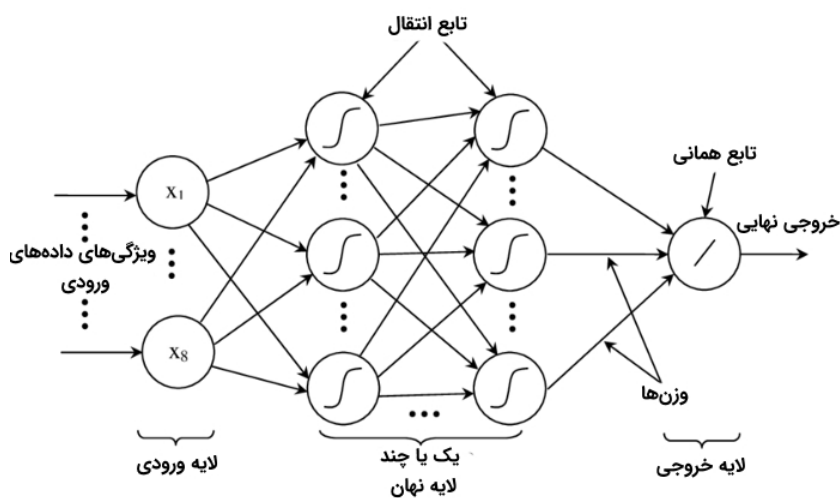 تابع انتقال
تابع همانی
خروجی نهایی
x1
ویژگی‌های داده‌های
ورودی
x8
وزن‌ها
لایه ورودی
یک یا چند
لایه نهان
لایه خروجی